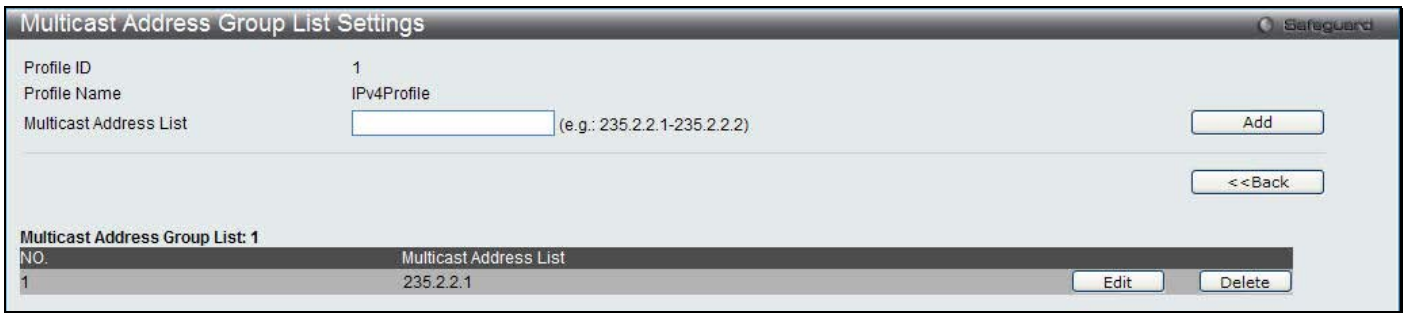 Multicast Address Group List Settings
Safeguard
Profile ID 1
Profile Name IPv4Profile
Multicast Address List (e.g.: 235.2.2.1-235.2.2.2) Add
<<Back
Multicast Address Group List: 1
NO. Multicast Address List
1 235.2.2.1 Edit Delete